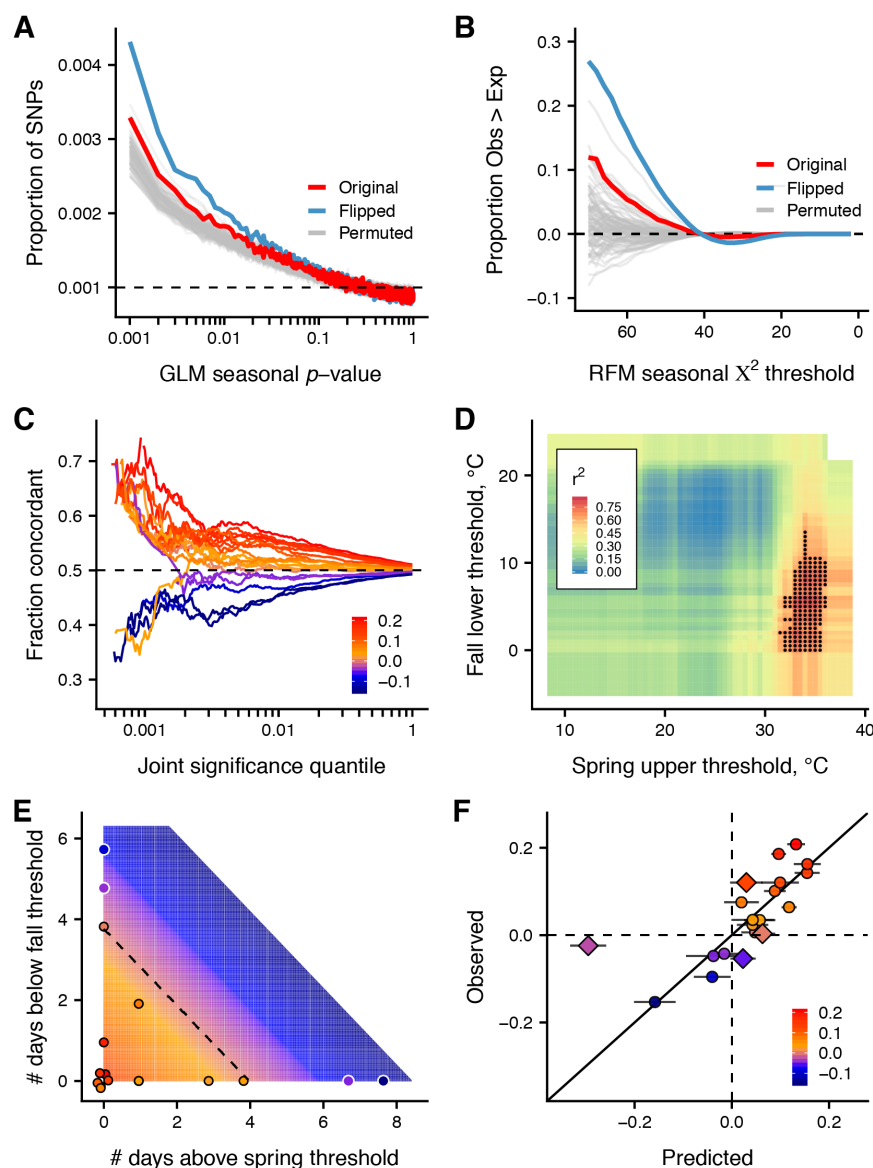 A
Proportion of SNPs
0.004
0.003
0.002
0.001
Original
Flipped
Permuted
0.001
0.01
0.1
1
GLM seasonal p–value
B
Proportion Obs > Exp
0.3
0.2
0.1
0.0
−0.1
Original
Flipped
Permuted
60
40
20
0
RFM seasonal X² threshold
C
Fraction concordant
0.7
0.6
0.5
0.4
0.3
0.2
0.1
0.0
−0.1
0.001
0.01
1
Joint significance quantile
D
Fall lower threshold, °C
20
10
0
r²
0.75
0.60
0.45
0.30
0.15
0.00
10
20
30
40
Spring upper threshold, °C
E
# days below fall threshold
6
4
2
0
0
2
4
6
8
# days above spring threshold
F
Observed
0.2
0.0
−0.2
0.2
0.1
0.0
−0.1
−0.2
0.0
0.2
Predicted